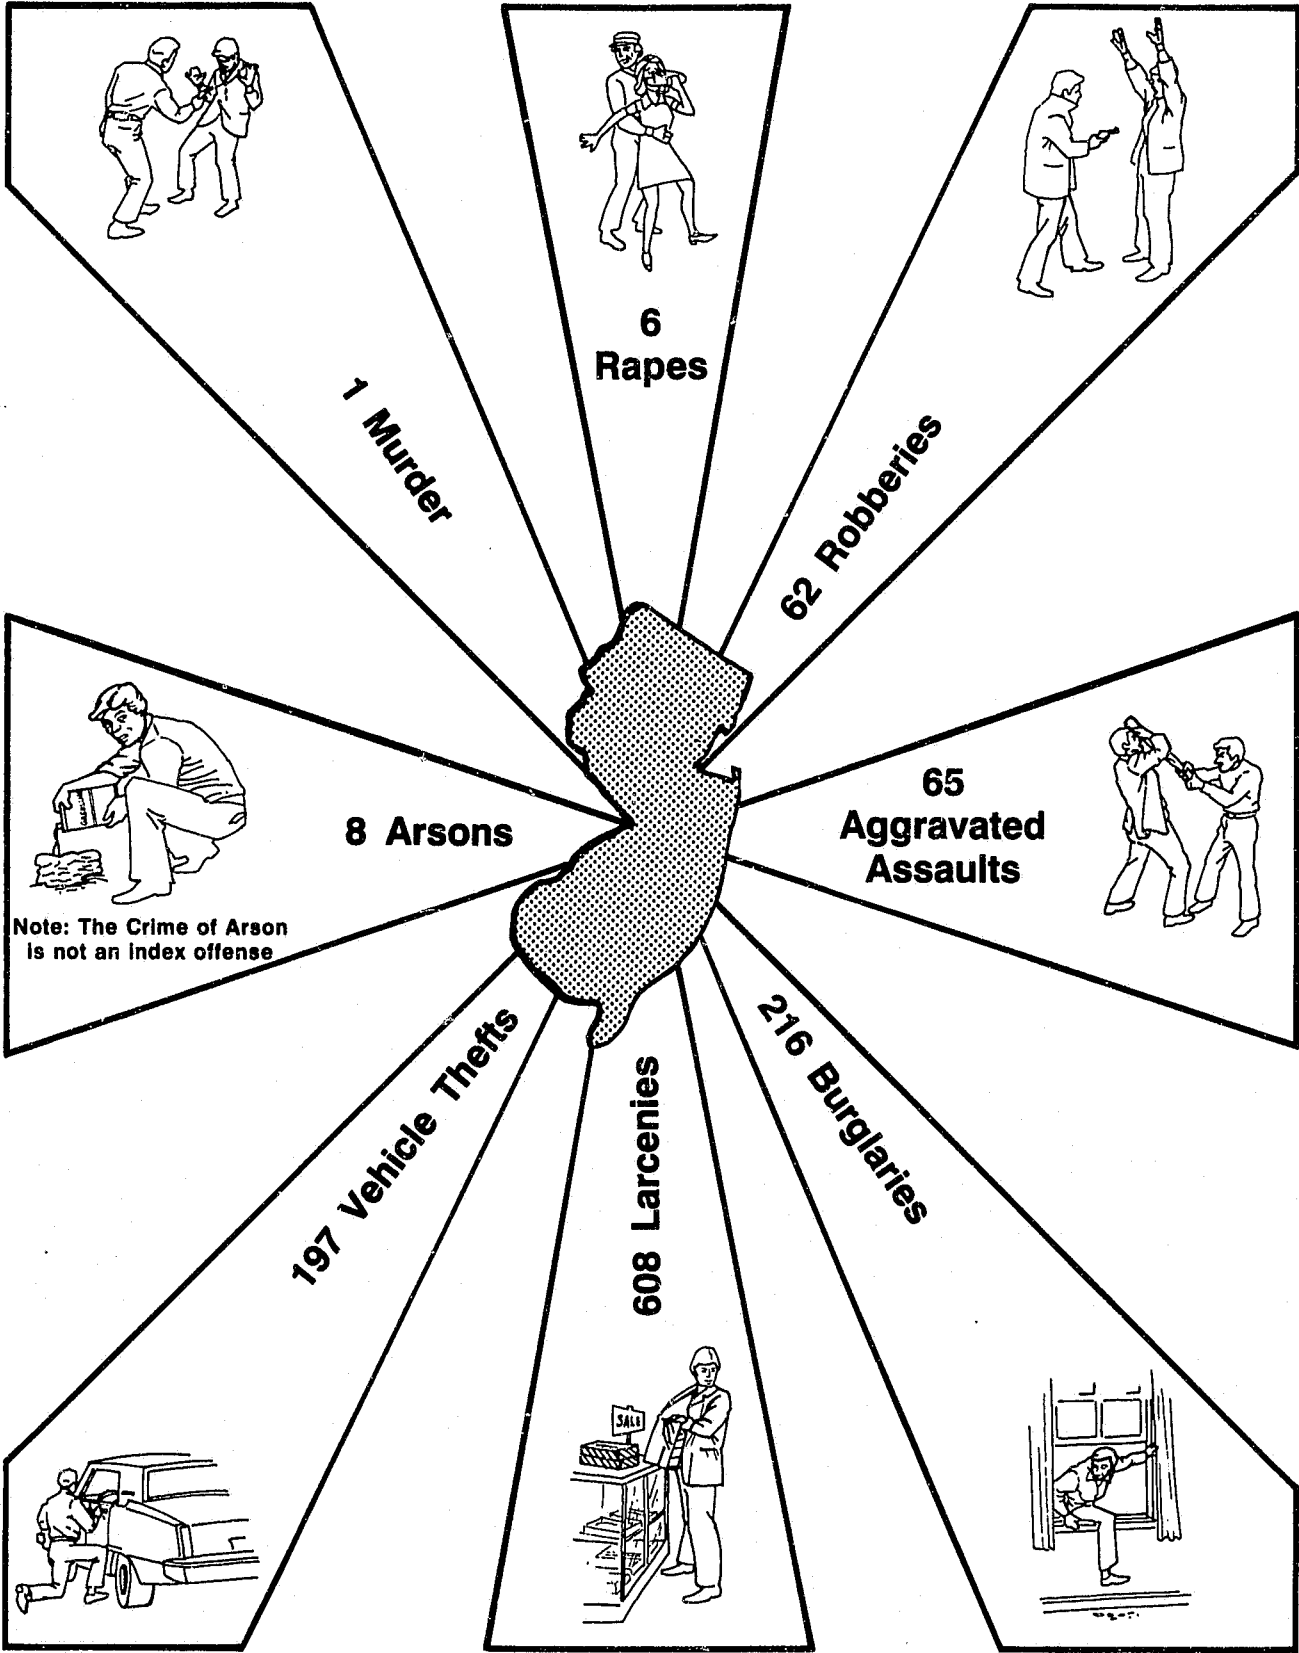 6
Rapes
1 Murder
62 Robberies
8 Arsons
Note: The Crime of Arson
is not an index offense
65
Aggravated
Assaults
197 Vehicle Thefts
608 Larcenies
216 Burglaries
SALE